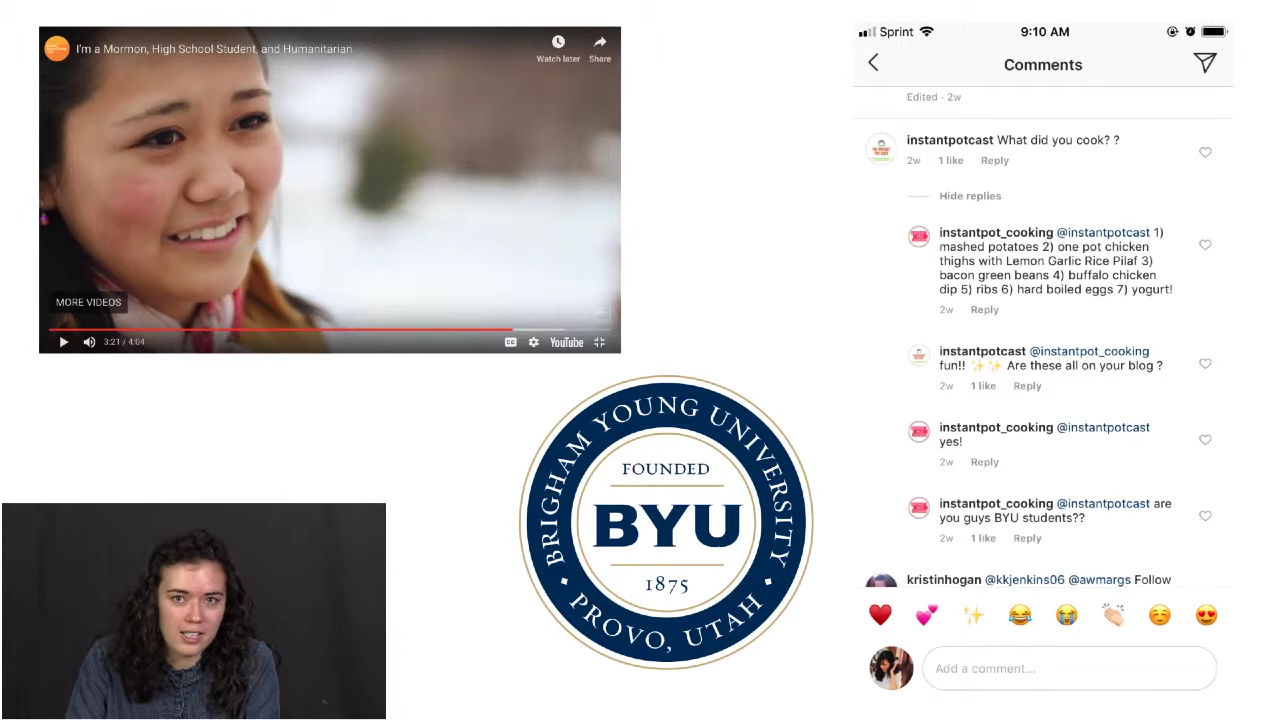 I'm a Mormon, High School Student, and Humanitarian
Watch later
Share
MORE VIDEOS
3:21 / 4:04
CC
YouTube
BRIGHAM YOUNG UNIVERSITY
FOUNDED
BYU
1875
PROVO, UTAH
Sprint
9:10 AM
Comments
Edited · 2w
instantpotcast What did you cook? ?
2w 1 like Reply
Hide replies
instantpot_cooking @instantpotcast 1)
mashed potatoes 2) one pot chicken
thighs with Lemon Garlic Rice Pilaf 3)
bacon green beans 4) buffalo chicken
dip 5) ribs 6) hard boiled eggs 7) yogurt!
2w Reply
instantpotcast @instantpot_cooking
fun!! ✨✨ Are these all on your blog ?
2w 1 like Reply
instantpot_cooking @instantpotcast
yes!
2w Reply
instantpot_cooking @instantpotcast are
you guys BYU students??
2w 1 like Reply
kristinhogan @kkjenkins06 @awmargs Follow
Add a comment...